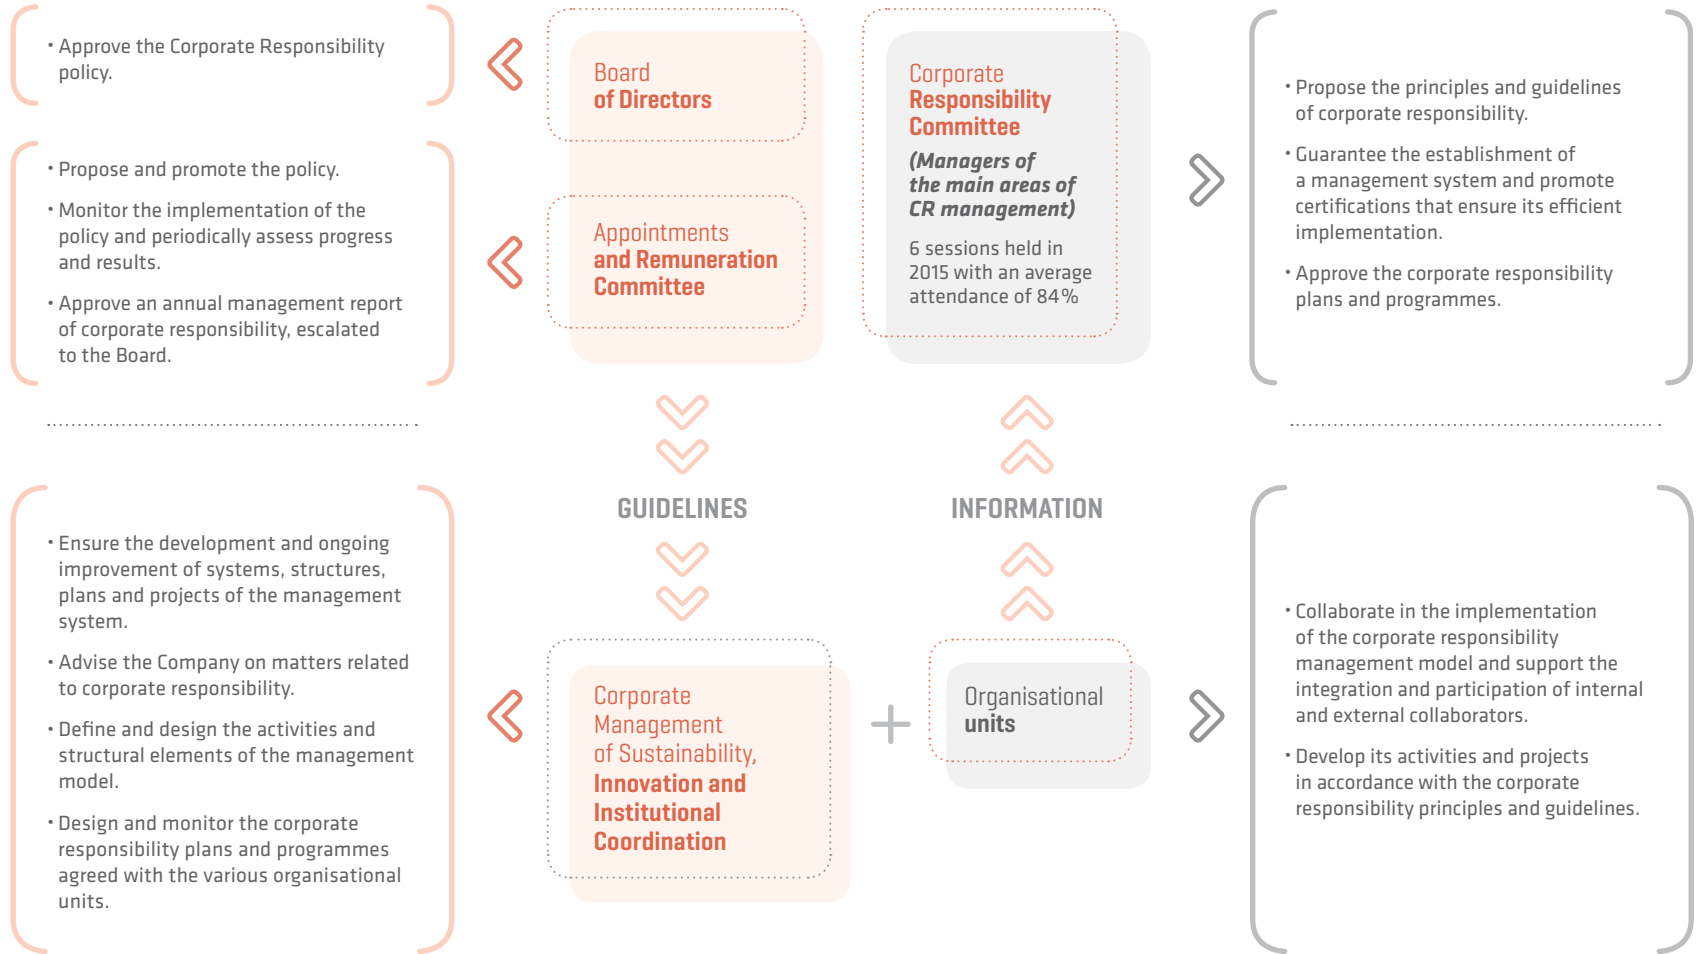 • Approve the Corporate Responsibility
policy.
Board
of Directors
• Propose and promote the policy.
• Monitor the implementation of the
policy and periodically assess progress
and results.
• Approve an annual management report
of corporate responsibility, escalated
to the Board.
Appointments
and Remuneration
Committee
Corporate
Responsibility
Committee
(Managers of
the main areas of
CR management)
6 sessions held in
2015 with an average
attendance of 84%
• Propose the principles and guidelines
of corporate responsibility.
• Guarantee the establishment of
a management system and promote
certifications that ensure its efficient
implementation.
• Approve the corporate responsibility
plans and programmes.
GUIDELINES
INFORMATION
• Ensure the development and ongoing
improvement of systems, structures,
plans and projects of the management
system.
• Advise the Company on matters related
to corporate responsibility.
• Define and design the activities and
structural elements of the management
model.
• Design and monitor the corporate
responsibility plans and programmes
agreed with the various organisational
units.
Corporate
Management
of Sustainability,
Innovation and
Institutional
Coordination
+
Organisational
units
• Collaborate in the implementation
of the corporate responsibility
management model and support the
integration and participation of internal
and external collaborators.
• Develop its activities and projects
in accordance with the corporate
responsibility principles and guidelines.